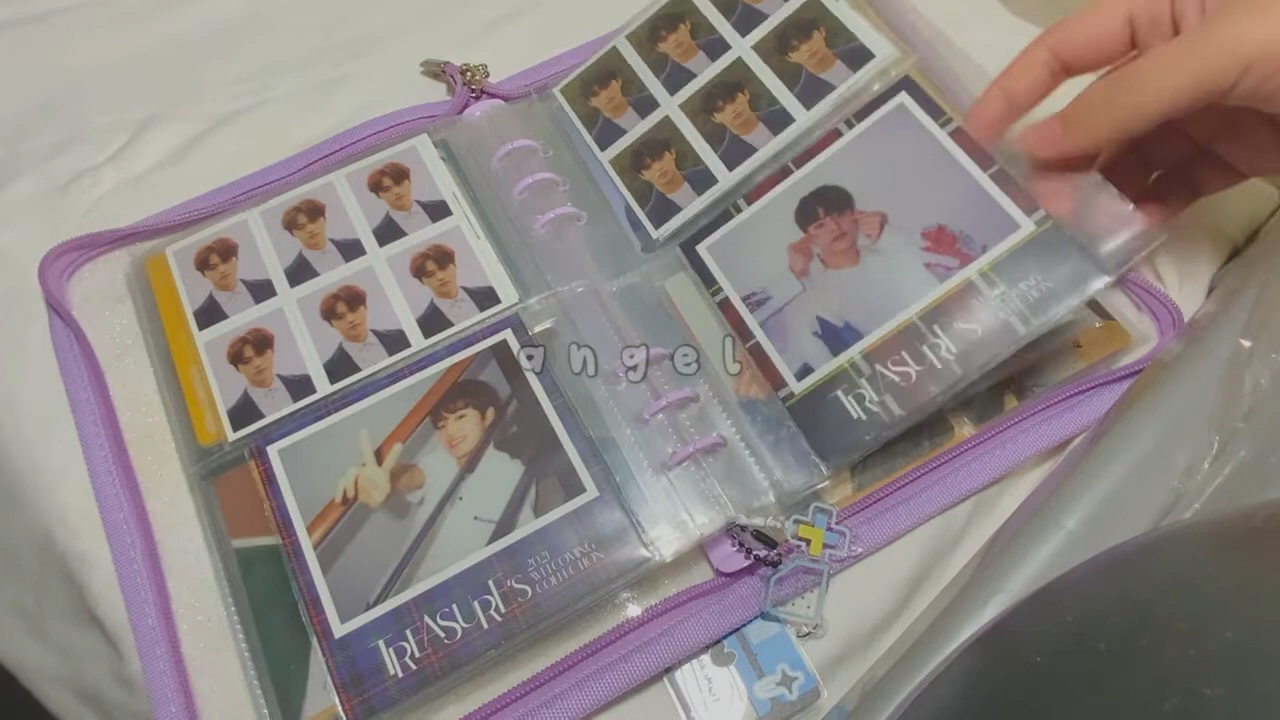 angel
TREASURE'S
TREASURE'S
2021
WELCOMING
COLLECTION